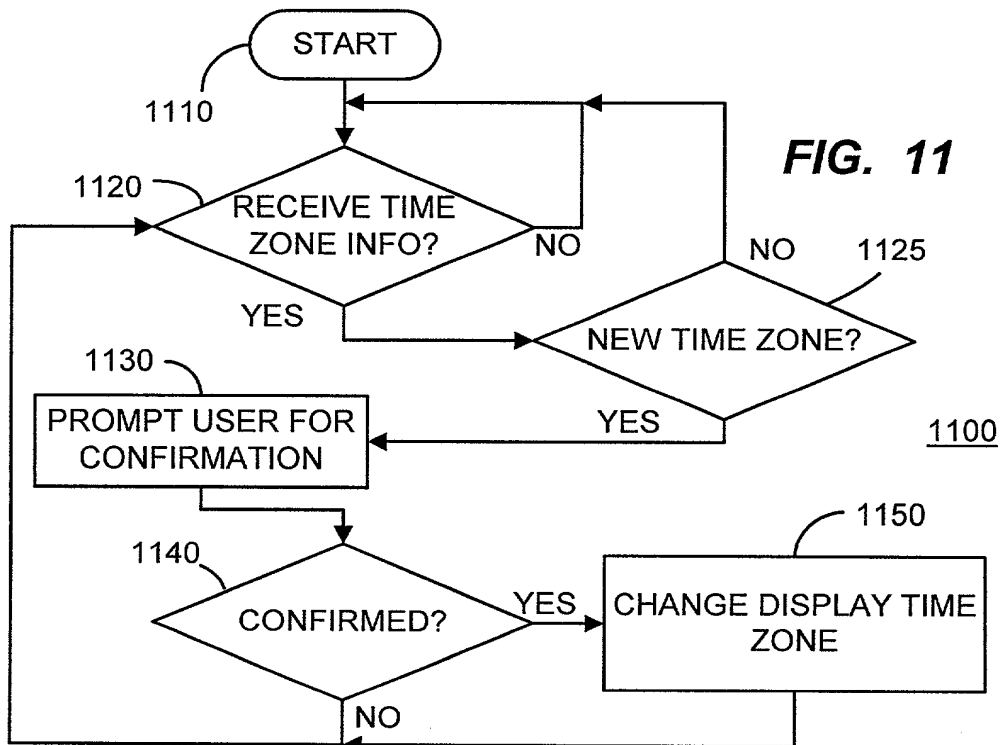 START
1110
FIG. 11
1120
RECEIVE TIME
ZONE INFO?
NO
YES
NO
1125
NEW TIME ZONE?
YES
1130
PROMPT USER FOR
CONFIRMATION
1100
1140
CONFIRMED?
YES
NO
1150
CHANGE DISPLAY TIME
ZONE